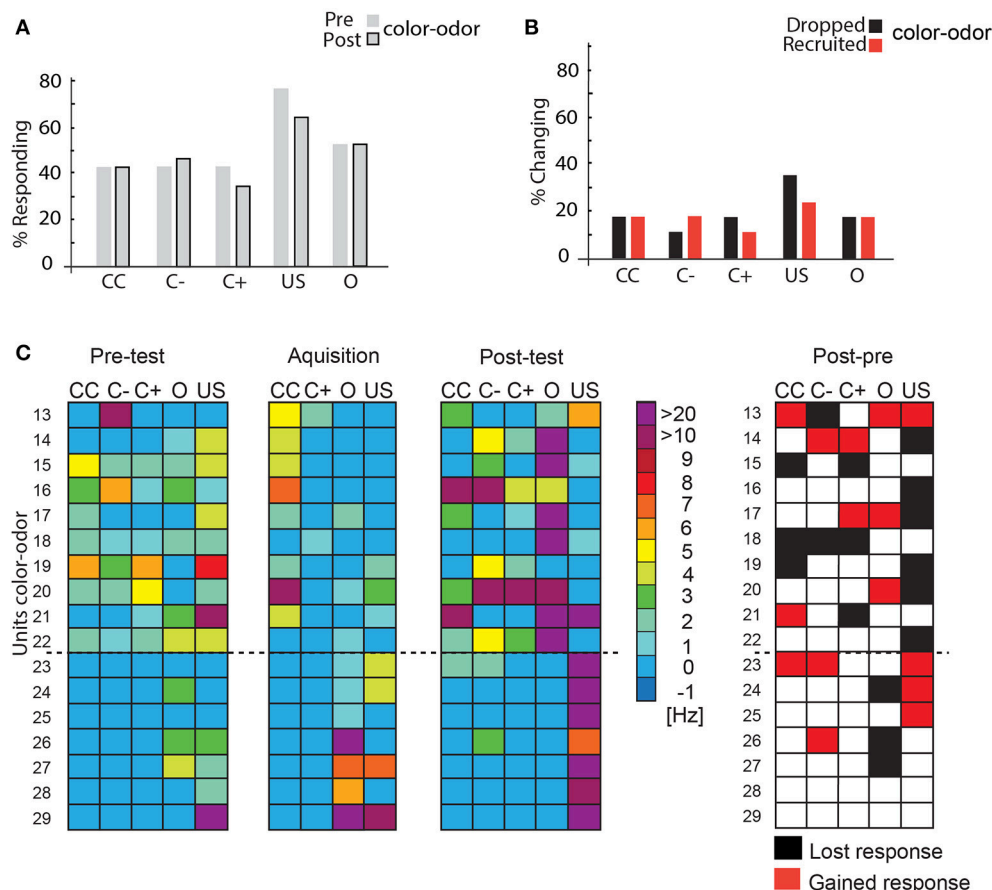 A
Pre
Post
color-odor
% Responding
80
60
40
20
0
CC C- C+ US O
B
Dropped
Recruited
color-odor
% Changing
80
60
40
20
0
CC C- C+ US O
C
Pre-test
Aquisition
Post-test
Post-pre
CC C- C+ O US
CC C+ O US
CC C- C+ O US
CC C- C+ O US
Units color-odor
13
14
15
16
17
18
19
20
21
22
23
24
25
26
27
28
29
>20
>10
9
8
7
6
5
4
3
2
1
0
-1
[Hz]
13
14
15
16
17
18
19
20
21
22
23
24
25
26
27
28
29
Lost response
Gained response